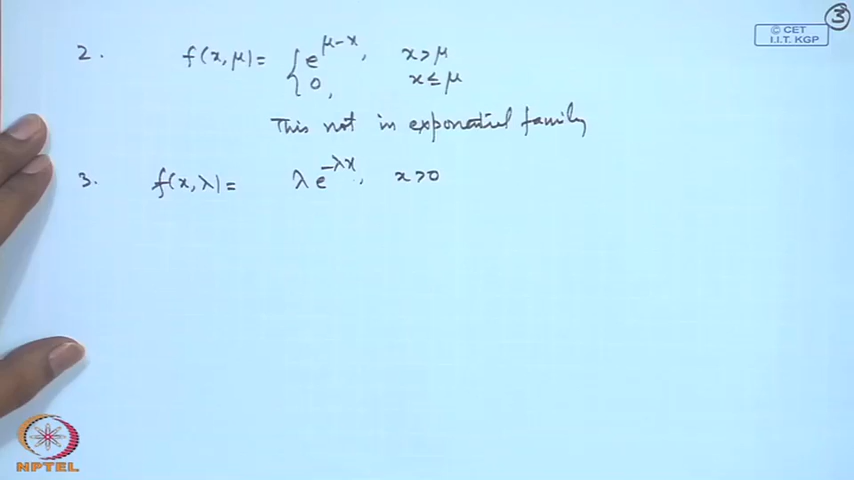 3
© CET
I.I.T. KGP
2. f(x, μ) = { e^{μ-x}, x > μ
0, x ≤ μ
This not in exponential family
3. f(x, λ) = λ e^{-λx}, x > 0
NPTEL